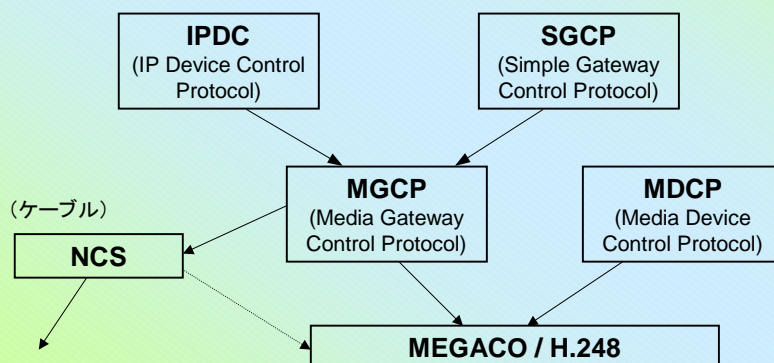 IPDC
(IP Device Control
Protocol)
SGCP
(Simple Gateway
Control Protocol)
MGCP
(Media Gateway
Control Protocol)
MDCP
(Media Device
Control Protocol)
(ケーブル)
NCS
MEGACO / H.248